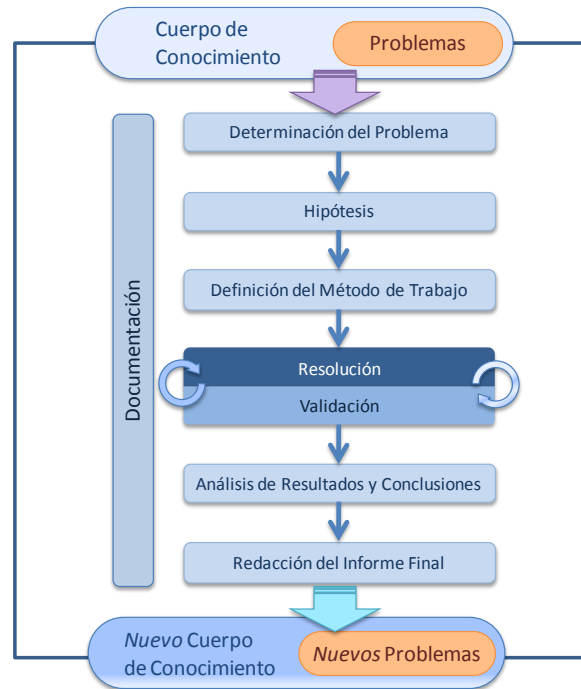 Cuerpo de
Conocimiento
Problemas
Determinación del Problema
Hipótesis
Definición del Método de Trabajo
Documentación
Resolución
Validación
Análisis de Resultados y Conclusiones
Redacción del Informe Final
Nuevo Cuerpo
de Conocimiento
Nuevos Problemas